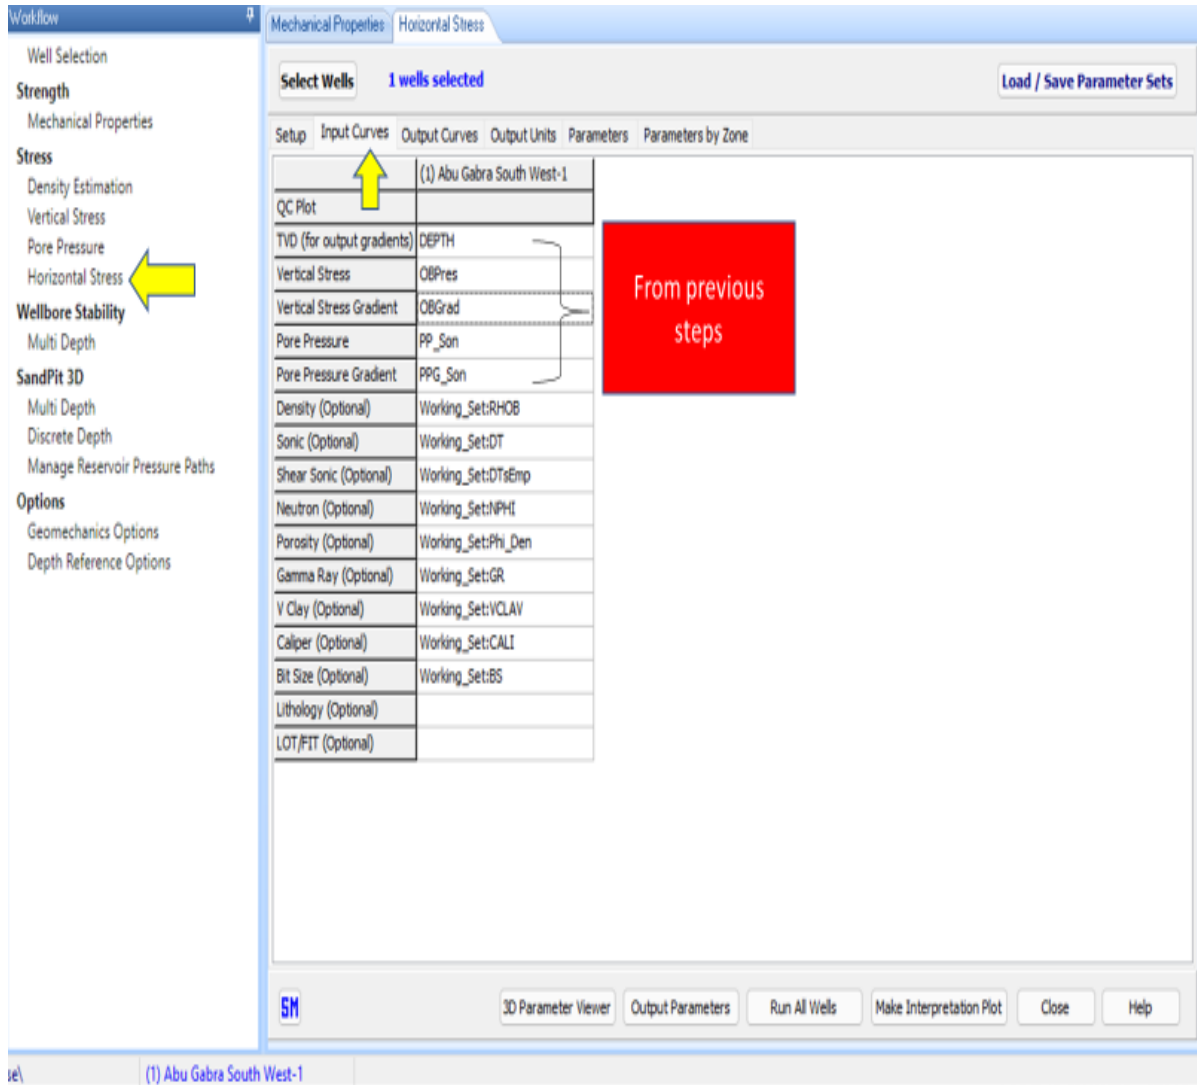 Workflow
Well Selection
Strength
Mechanical Properties
Stress
Density Estimation
Vertical Stress
Pore Pressure
Horizontal Stress
Wellbore Stability
Multi Depth
SandPit 3D
Multi Depth
Discrete Depth
Manage Reservoir Pressure Paths
Options
Geomechanics Options
Depth Reference Options
Mechanical Properties Horizontal Stress
Select Wells 1 wells selected Load / Save Parameter Sets
Setup Input Curves Output Curves Output Units Parameters Parameters by Zone
(1) Abu Gabra South West-1
QC Plot
TVD (for output gradients) DEPTH
Vertical Stress OBPres
Vertical Stress Gradient OBGrad
Pore Pressure PP_Son
Pore Pressure Gradient PPG_Son
Density (Optional) Working_Set:RHOB
Sonic (Optional) Working_Set:DT
Shear Sonic (Optional) Working_Set:DTsEmp
Neutron (Optional) Working_Set:NPHI
Porosity (Optional) Working_Set:Phi_Den
Gamma Ray (Optional) Working_Set:GR
V Clay (Optional) Working_Set:VCLAV
Caliper (Optional) Working_Set:CALI
Bit Size (Optional) Working_Set:BS
Lithology (Optional)
LOT/FIT (Optional)
From previous
steps
SM 3D Parameter Viewer Output Parameters Run All Wells Make Interpretation Plot Close Help
se\ (1) Abu Gabra South West-1